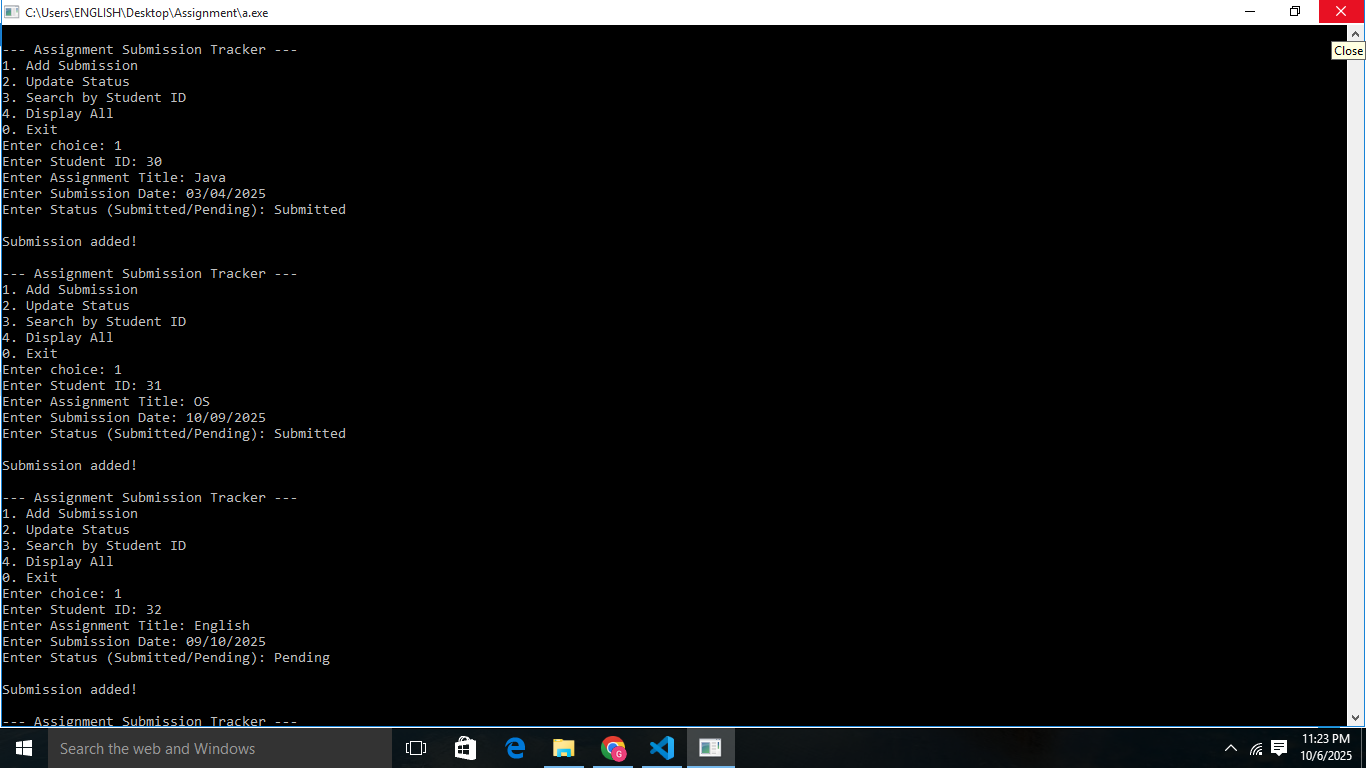 C:\Users\ENGLISH\Desktop\Assignment\a.exe
Close
--- Assignment Submission Tracker ---
1. Add Submission
2. Update Status
3. Search by Student ID
4. Display All
0. Exit
Enter choice: 1
Enter Student ID: 30
Enter Assignment Title: Java
Enter Submission Date: 03/04/2025
Enter Status (Submitted/Pending): Submitted
Submission added!
--- Assignment Submission Tracker ---
1. Add Submission
2. Update Status
3. Search by Student ID
4. Display All
0. Exit
Enter choice: 1
Enter Student ID: 31
Enter Assignment Title: OS
Enter Submission Date: 10/09/2025
Enter Status (Submitted/Pending): Submitted
Submission added!
--- Assignment Submission Tracker ---
1. Add Submission
2. Update Status
3. Search by Student ID
4. Display All
0. Exit
Enter choice: 1
Enter Student ID: 32
Enter Assignment Title: English
Enter Submission Date: 09/10/2025
Enter Status (Submitted/Pending): Pending
Submission added!
--- Assignment Submission Tracker ---
Search the web and Windows
G
11:23 PM
10/6/2025